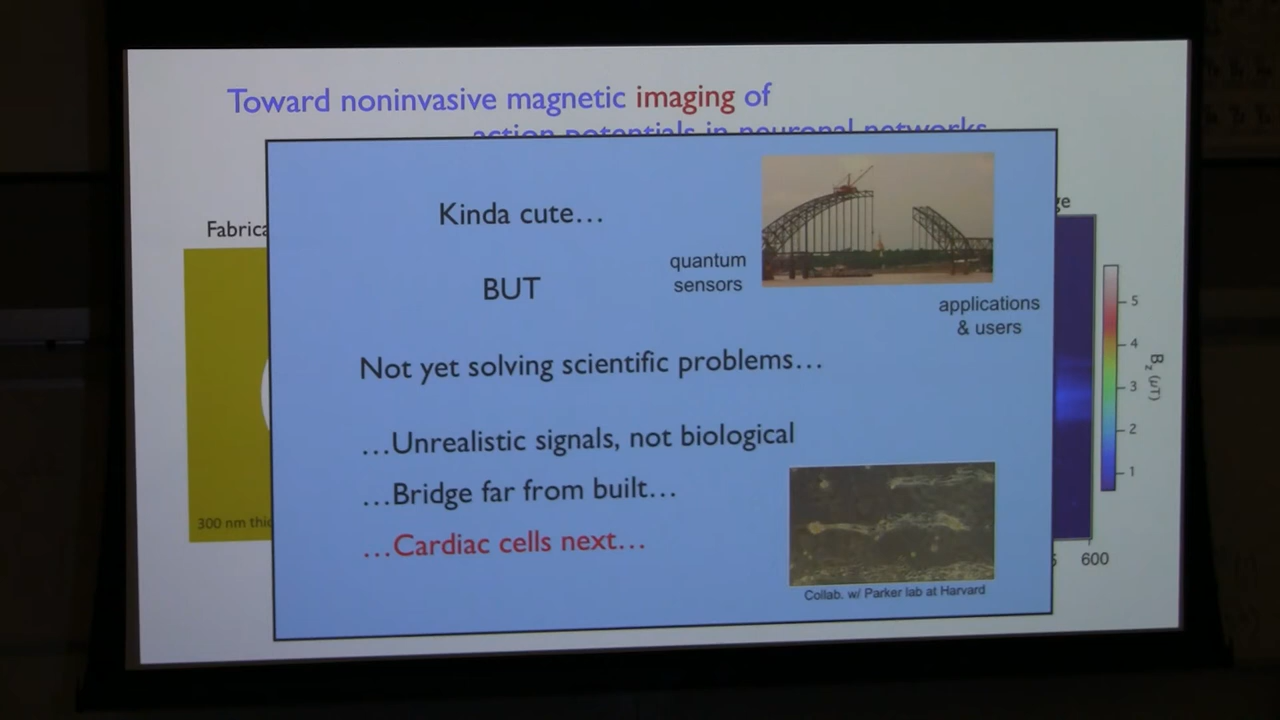 Toward noninvasive magnetic imaging of
action potentials in neuronal networks
Fabrica
ge
Kinda cute…
quantum
sensors
BUT
applications
& users
Not yet solving scientific problems…
…Unrealistic signals, not biological
…Bridge far from built…
…Cardiac cells next…
Collab. w/ Parker lab at Harvard
300 nm thic
5
4
3
2
1
Bz (μT)
600